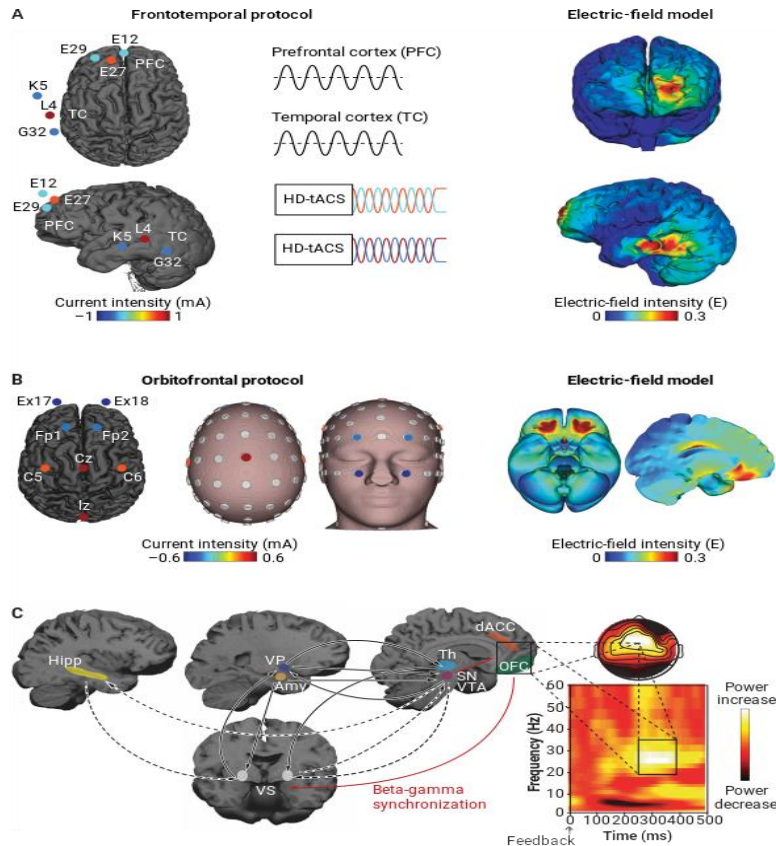 A
Frontotemporal protocol
Electric-field model
E12
E29
E27
PFC
K5
L4
TC
G32
Prefrontal cortex (PFC)
Temporal cortex (TC)
E12
E27
E29
PFC
L4
TC
K5
G32
HD-tACS
HD-tACS
Current intensity (mA)
−1 1
Electric-field intensity (E)
0 0.3
B
Orbitofrontal protocol
Electric-field model
Ex17 Ex18
Fp1 Fp2
Cz
C5 C6
Iz
Current intensity (mA)
−0.6 0.6
Electric-field intensity (E)
0 0.3
C
Hipp
VP
Amy
dACC
Th
OFC
SN
VTA
VS
Beta-gamma
synchronization
Frequency (Hz)
60
50
40
30
20
10
0
0 100 200 300 400 500
Time (ms)
Feedback
Power
increase
Power
decrease